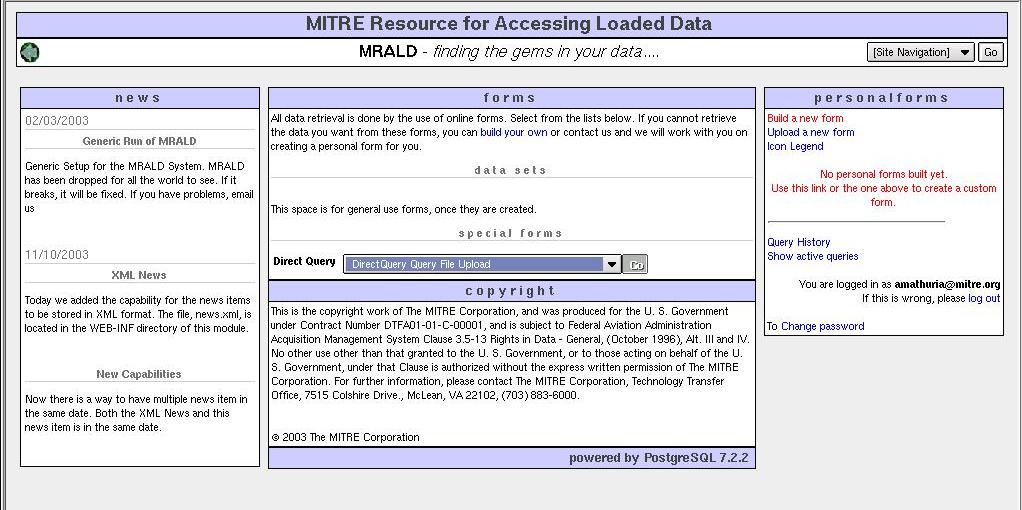 MITRE Resource for Accessing Loaded Data
MRALD - finding the gems in your data....
[Site Navigation]
Go
news
02/03/2003
Generic Run of MRALD
Generic Setup for the MRALD System. MRALD
has been dropped for all the world to see. If it
breaks, it will be fixed. If you have problems, email
us
11/10/2003
XML News
Today we added the capability for the news items
to be stored in XML format. The file, news.xml, is
located in the WEB-INF directory of this module.
New Capabilities
Now there is a way to have multiple news item in
the same date. Both the XML News and this
news item is in the same date.
forms
All data retrieval is done by the use of online forms. Select from the lists below. If you cannot retrieve
the data you want from these forms, you can build your own or contact us and we will work with you on
creating a personal form for you.
data sets
This space is for general use forms, once they are created.
special forms
Direct Query
DirectQuery Query File Upload
Go
copyright
This is the copyright work of The MITRE Corporation, and was produced for the U. S. Government
under Contract Number DTFA01-01-C-00001, and is subject to Federal Aviation Administration
Acquisition Management System Clause 3.5-13 Rights in Data - General, (October 1996), Alt. III and IV.
No other use other than that granted to the U. S. Government, or to those acting on behalf of the U.
S. Government, under that Clause is authorized without the express written permission of The MITRE
Corporation. For further information, please contact The MITRE Corporation, Technology Transfer
Office, 7515 Colshire Drive., McLean, VA 22102, (703) 883-6000.
© 2003 The MITRE Corporation
powered by PostgreSQL 7.2.2
personalforms
Build a new form
Upload a new form
Icon Legend
No personal forms built yet.
Use this link or the one above to create a custom
form.
Query History
Show active queries
You are logged in as amathuria@mitre.org
If this is wrong, please log out
To Change password